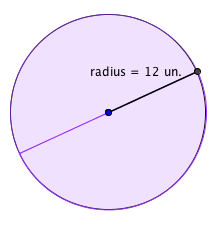 radius = 12 un.